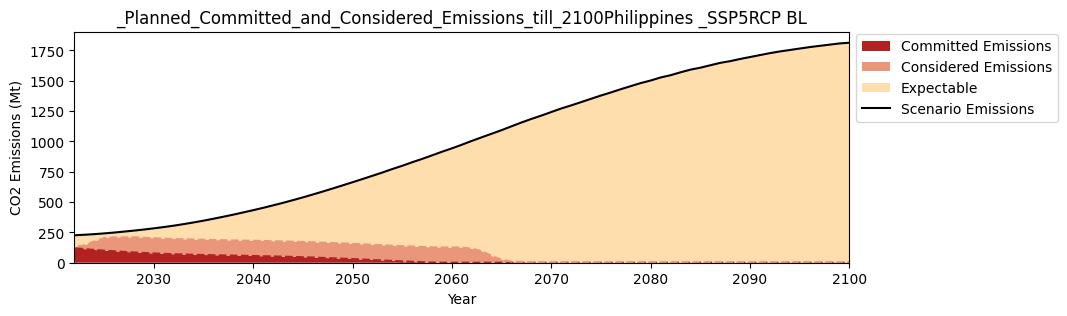 _Planned_Committed_and_Considered_Emissions_till_2100Philippines _SSP5RCP BL
CO2 Emissions (Mt)
1750
1500
1250
1000
750
500
250
0
2030 2040 2050 2060 2070 2080 2090 2100
Year
Committed Emissions
Considered Emissions
Expectable
Scenario Emissions